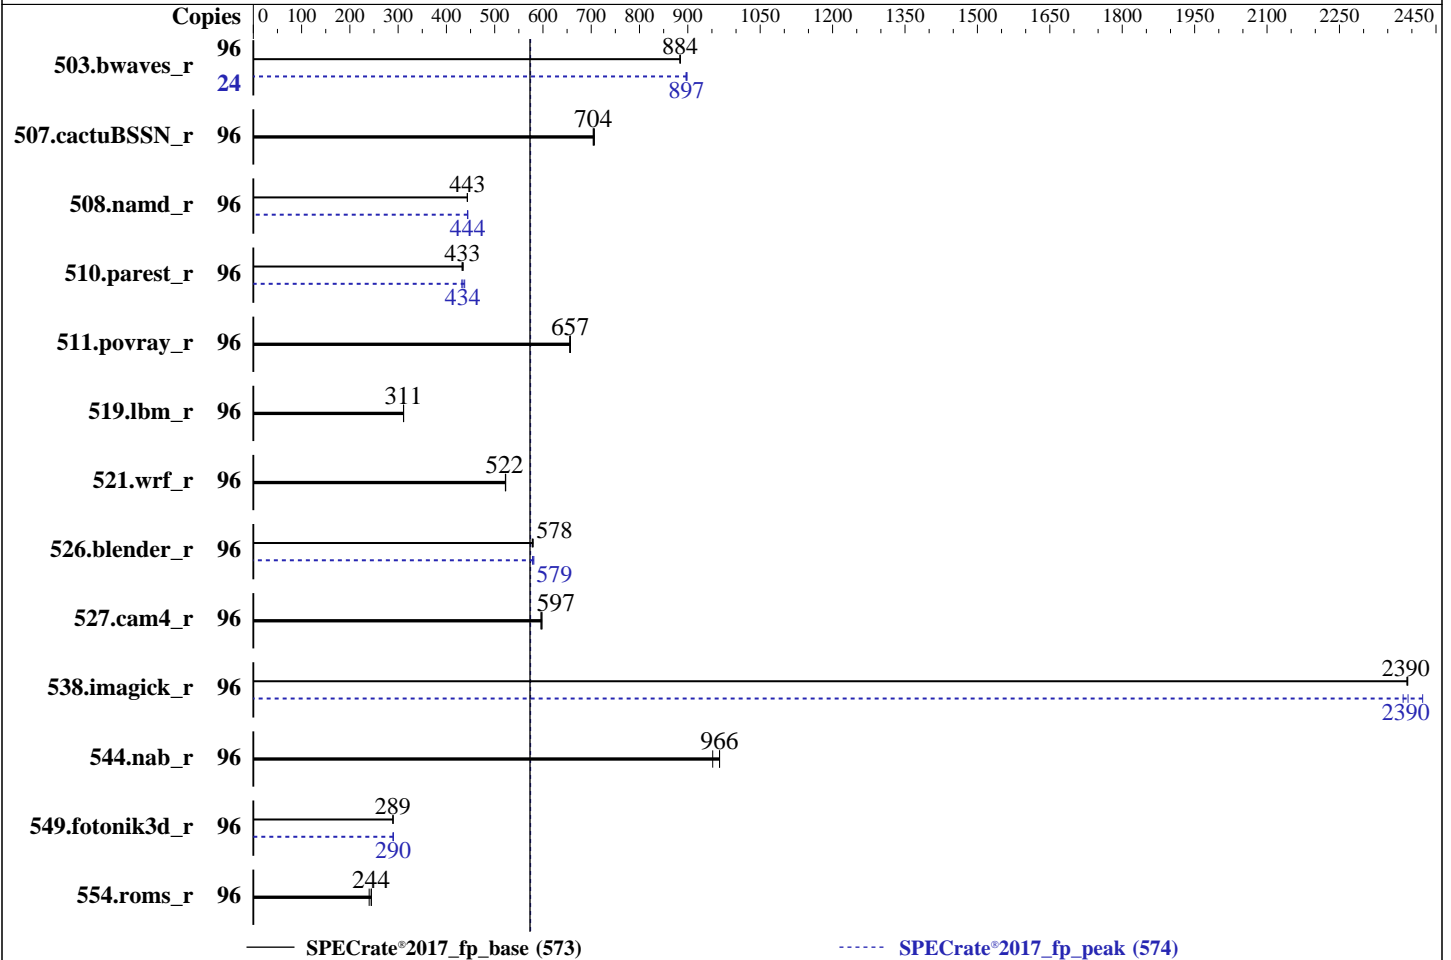 Copies 0 100 200 300 400 500 600 700 800 900 1050 1200 1350 1500 1650 1800 1950 2100 2250 2450
503.bwaves_r 96 884
24 897
507.cactuBSSN_r 96 704
508.namd_r 96 443
444
510.parest_r 96 433
434
511.povray_r 96 657
519.lbm_r 96 311
521.wrf_r 96 522
526.blender_r 96 578
579
527.cam4_r 96 597
538.imagick_r 96 2390
2390
544.nab_r 96 966
549.fotonik3d_r 96 289
290
554.roms_r 96 244
SPECrate®2017_fp_base (573) SPECrate®2017_fp_peak (574)